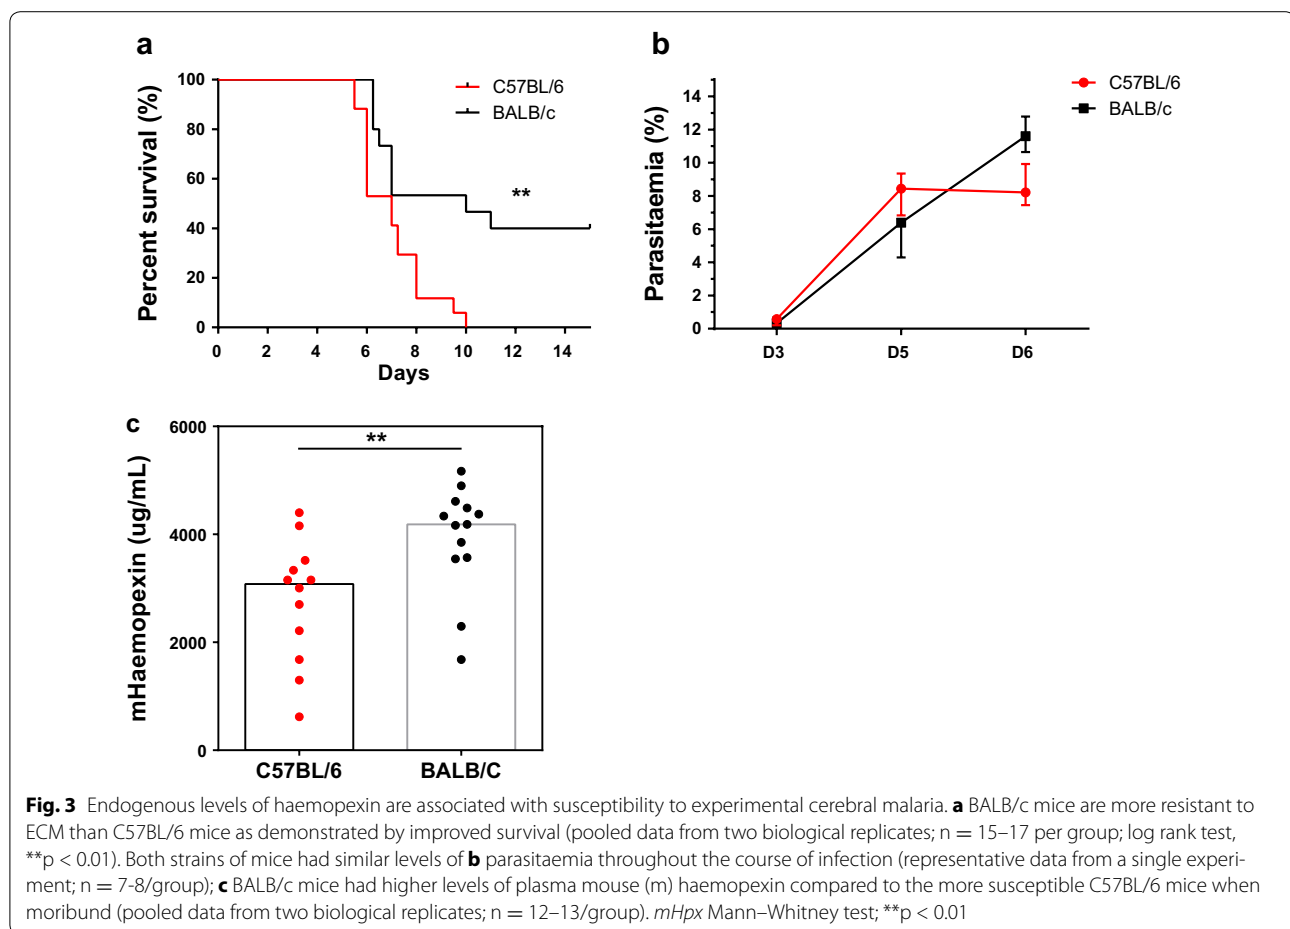 a
Percent survival (%)
100
80
60
40
20
0
0 2 4 6 8 10 12 14
Days
C57BL/6
BALB/c
**
b
Parasitaemia (%)
14
12
10
8
6
4
2
0
D3 D5 D6
C57BL/6
BALB/c
c
mHaemopexin (ug/mL)
6000
4000
2000
0
**
C57BL/6 BALB/C
Fig. 3 Endogenous levels of haemopexin are associated with susceptibility to experimental cerebral malaria. a BALB/c mice are more resistant to
ECM than C57BL/6 mice as demonstrated by improved survival (pooled data from two biological replicates; n = 15–17 per group; log rank test,
**p < 0.01). Both strains of mice had similar levels of b parasitaemia throughout the course of infection (representative data from a single experi-
ment; n = 7-8/group); c BALB/c mice had higher levels of plasma mouse (m) haemopexin compared to the more susceptible C57BL/6 mice when
moribund (pooled data from two biological replicates; n = 12–13/group). mHpx Mann–Whitney test; **p < 0.01